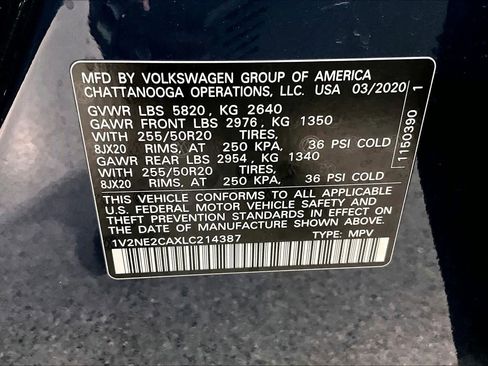 MFD BY VOLKSWAGEN GROUP OF AMERICA
CHATTANOOGA OPERATIONS, LLC. USA 03/2020
GVWR LBS 5820, KG 2640
GAWR FRONT LBS 2976, KG 1350
WITH 255/50R20 TIRES,
8JX20 RIMS, AT 250 KPA, 36 PSI COLD
GAWR REAR LBS 2954, KG 1340
WITH 255/50R20 TIRES,
8JX20 RIMS, AT 250 KPA, 36 PSI COLD
THIS VEHICLE CONFORMS TO ALL APPLICABLE
U.S. FEDERAL MOTOR VEHICLE SAFETY AND
THEFT PREVENTION STANDARDS IN EFFECT ON
THE DATE OF MANUFACTURE SHOWN ABOVE.
1V2NE2CAXLC214387 TYPE: MPV
1150390 1